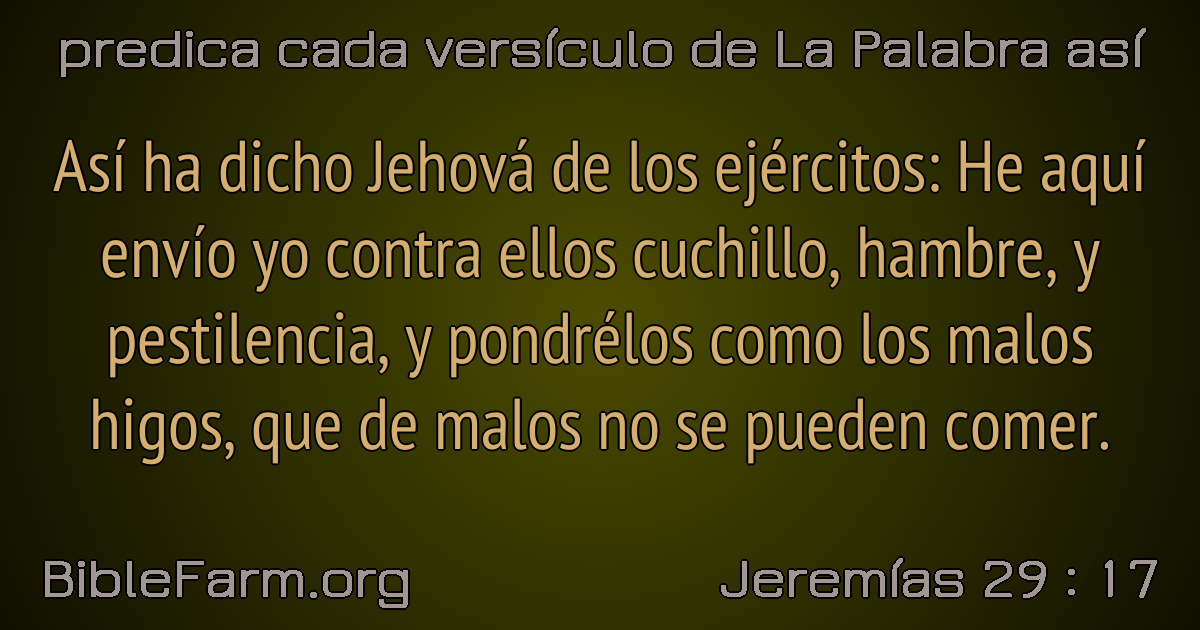 predica cada versículo de La Palabra así
Así ha dicho Jehová de los ejércitos: He aquí
envío yo contra ellos cuchillo, hambre, y
pestilencia, y pondrélos como los malos
higos, que de malos no se pueden comer.
BibleFarm.org
Jeremías 29 : 17